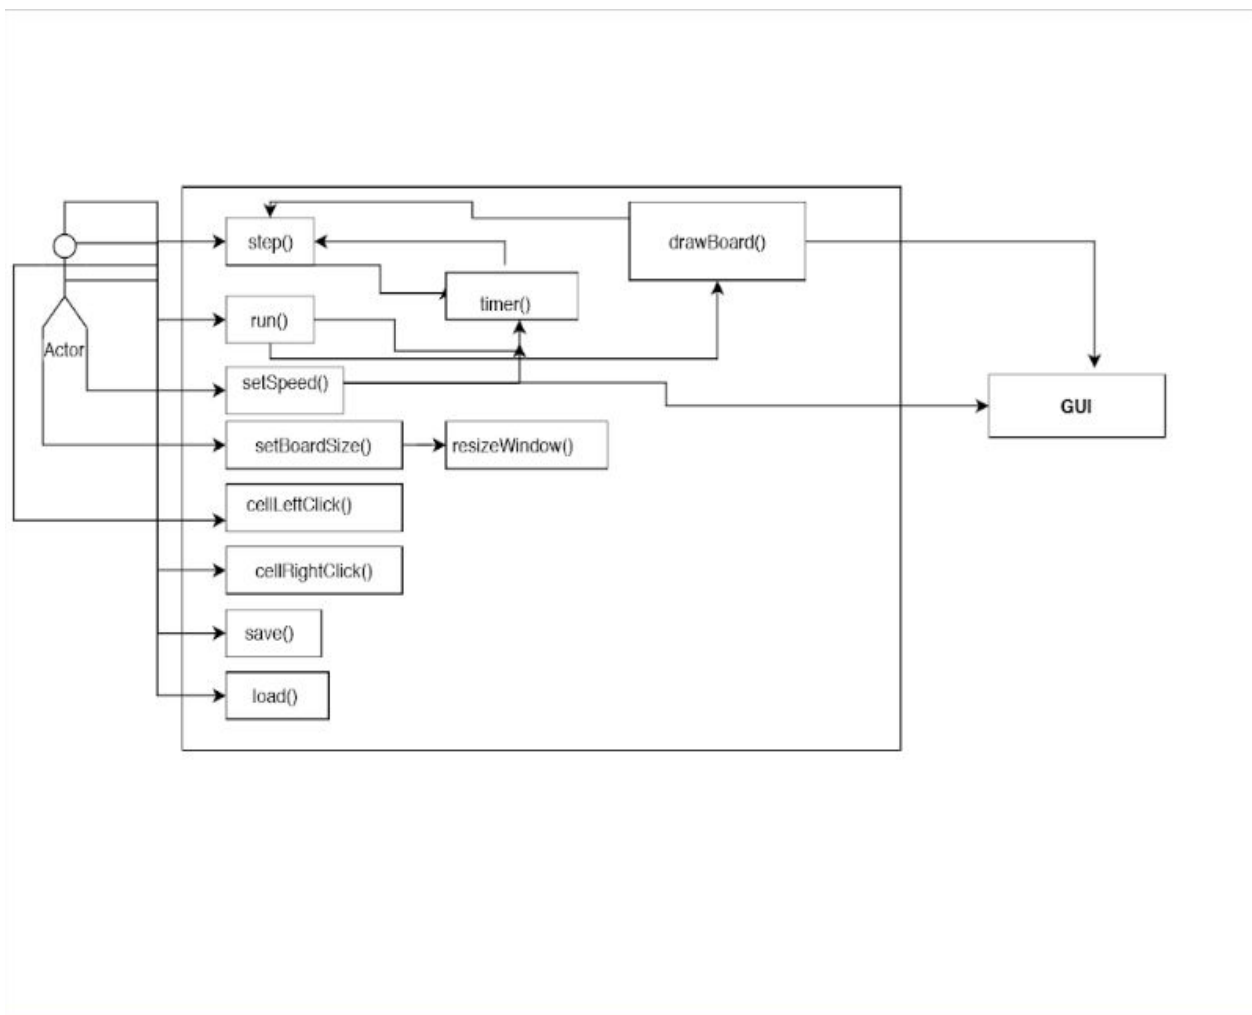 step()
drawBoard()
timer()
run()
Actor
setSpeed()
GUI
setBoardSize()
resizeWindow()
cellLeftClick()
cellRightClick()
save()
load()